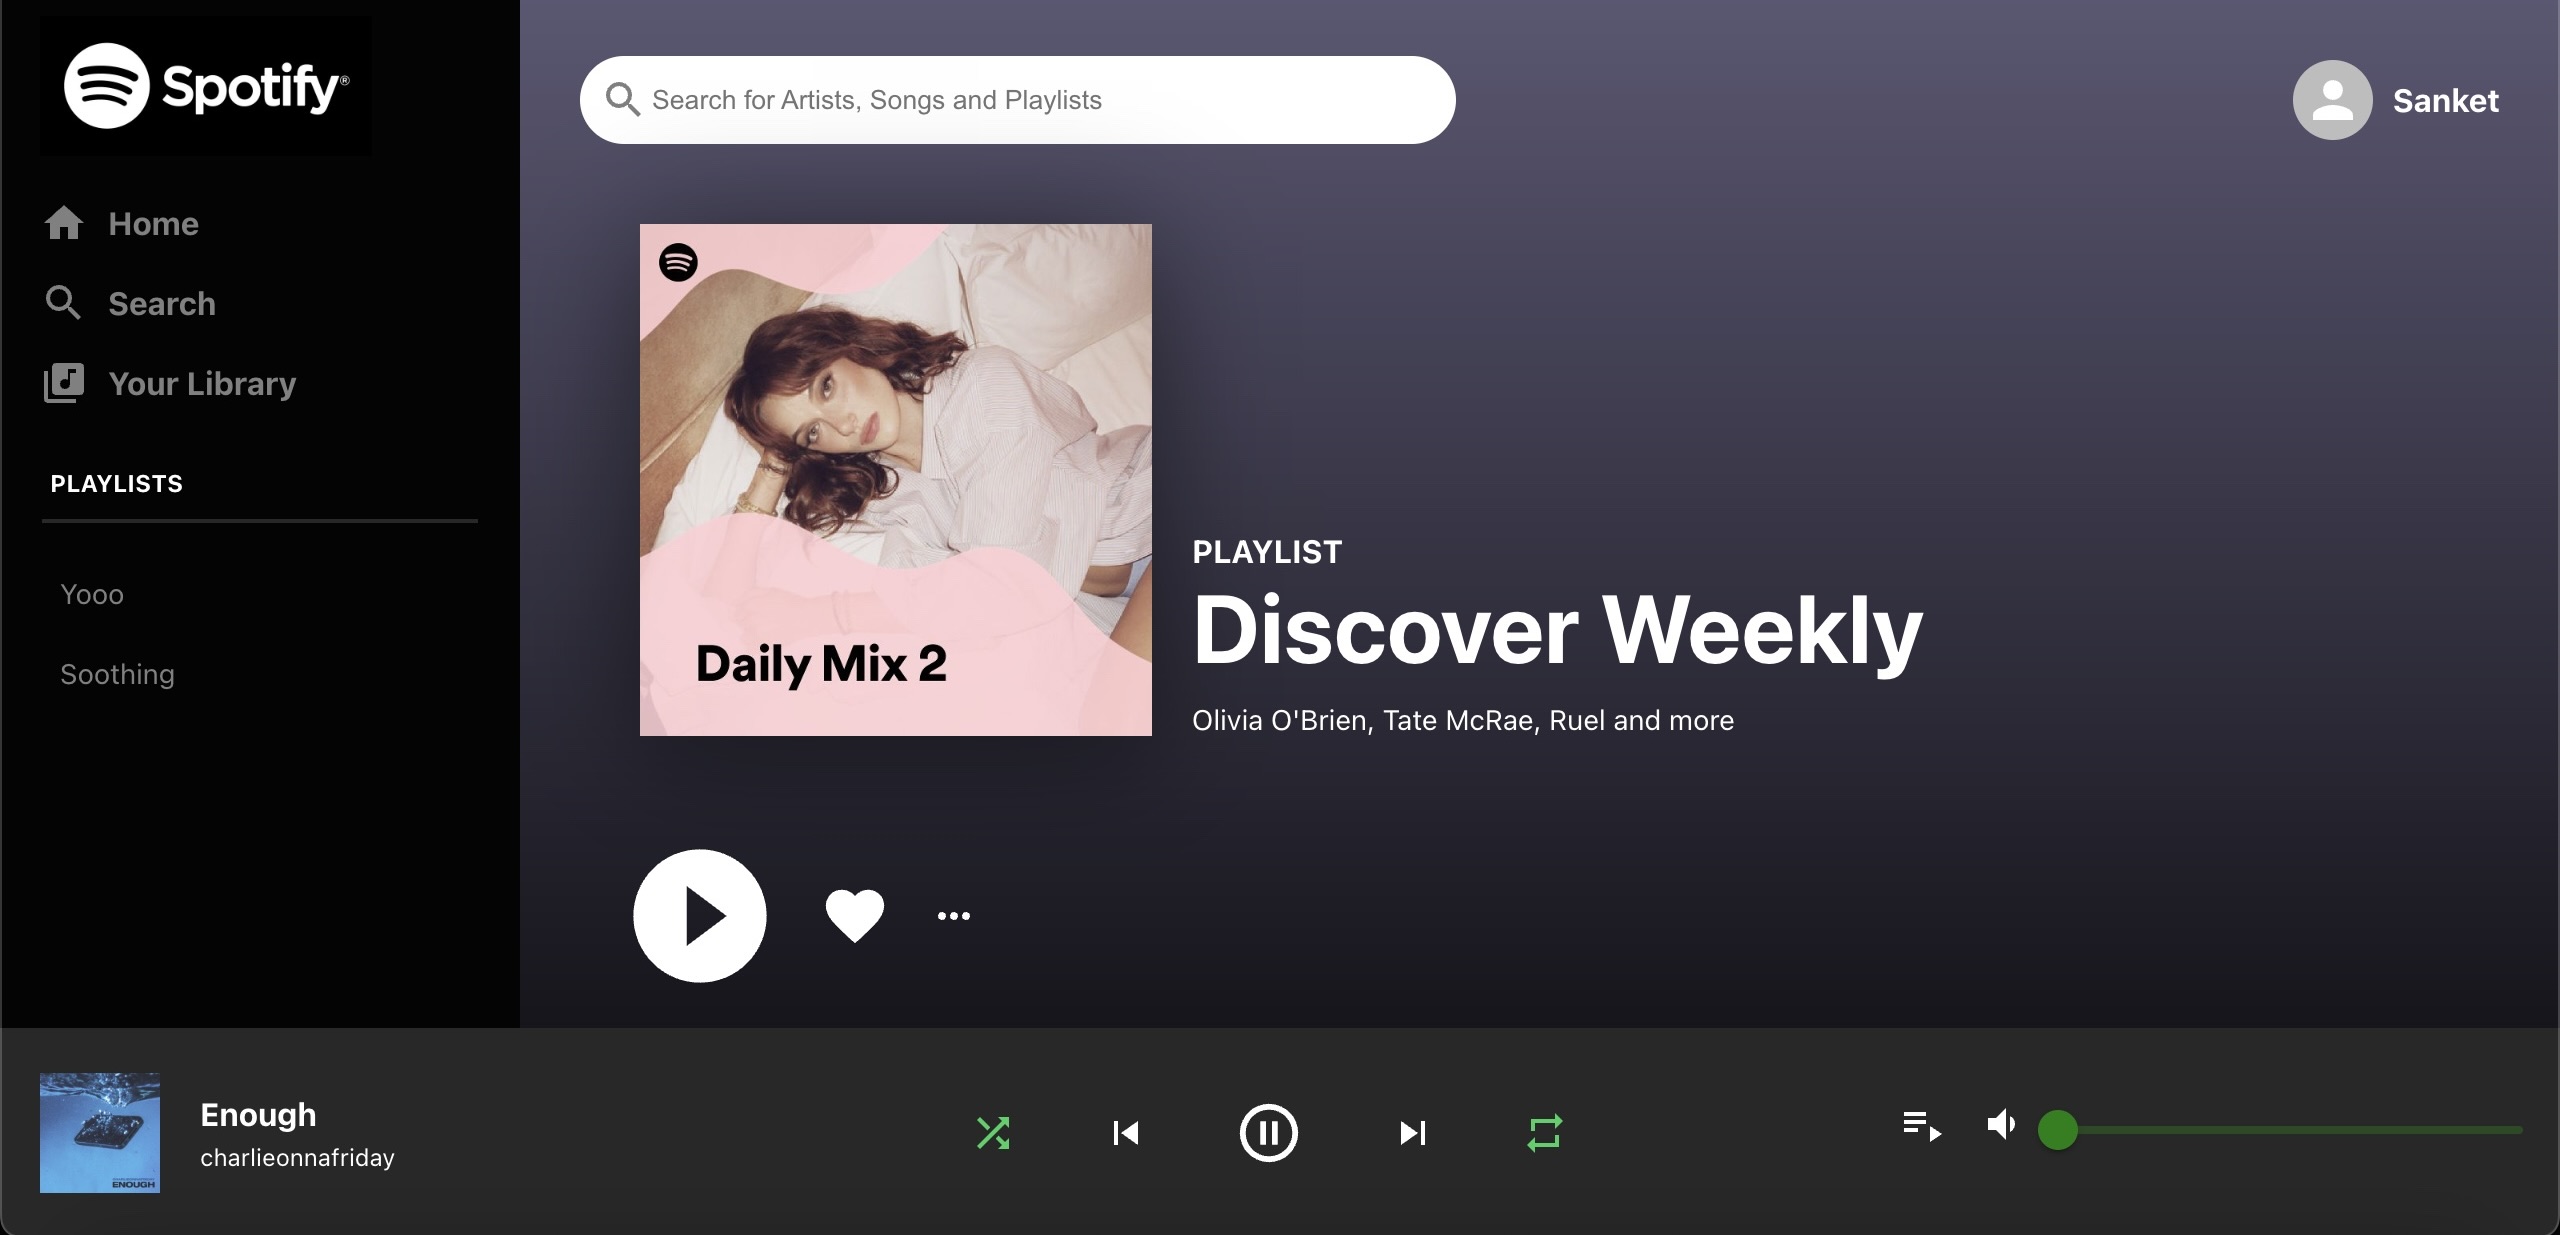 Spotify®
Home
Search
Your Library
PLAYLISTS
Yooo
Soothing
Search for Artists, Songs and Playlists
Sanket
Daily Mix 2
PLAYLIST
Discover Weekly
Olivia O'Brien, Tate McRae, Ruel and more
Enough
charlieonnafriday
ENOUGH